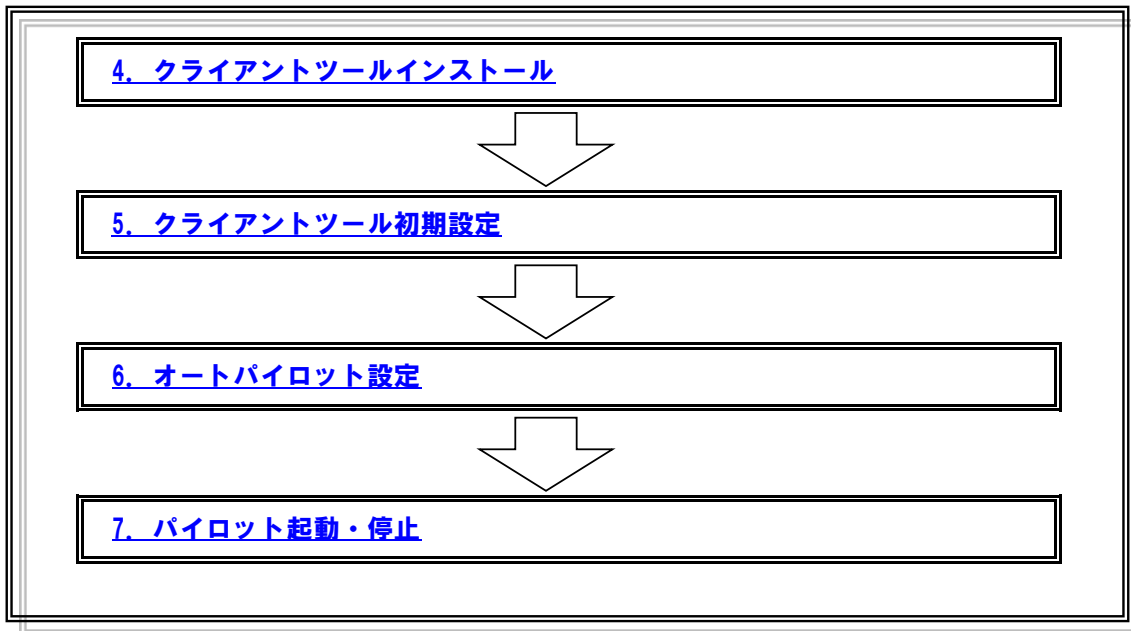 4. クライアントツールインストール
5. クライアントツール初期設定
6. オートパイロット設定
7. パイロット起動・停止